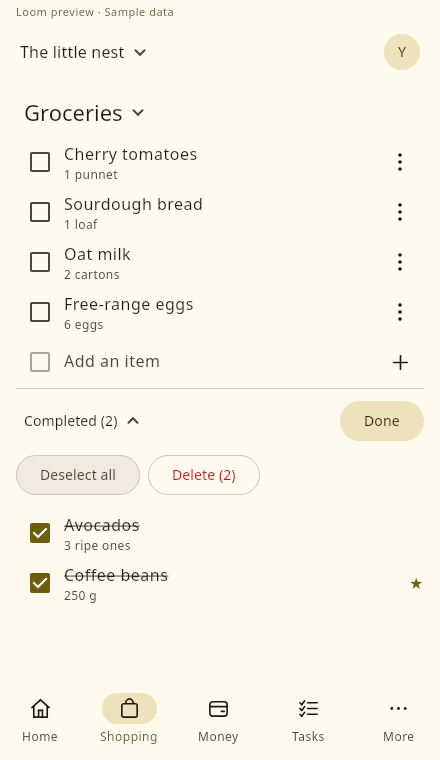 Loom preview · Sample data
The little nest
Y
Groceries
Cherry tomatoes
1 punnet
Sourdough bread
1 loaf
Oat milk
2 cartons
Free-range eggs
6 eggs
Add an item
Completed (2)
Done
Deselect all
Delete (2)
Avocados
3 ripe ones
Coffee beans
250 g
Home
Shopping
Money
Tasks
More